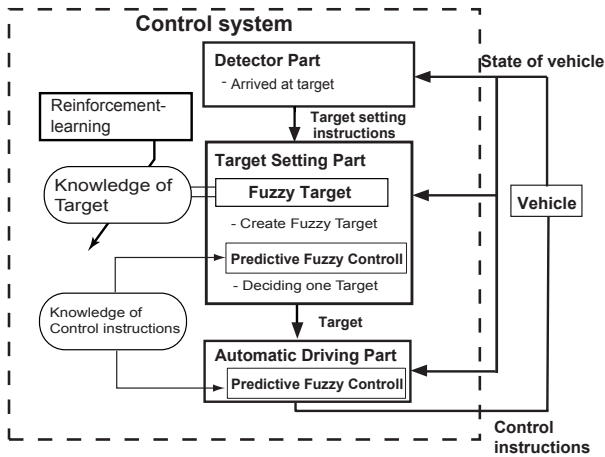 Control system
Detector Part
- Arrived at target
State of vehicle
Reinforcement-
learning
Target setting
instructions
Target Setting Part
Knowledge of
Target
Fuzzy Target
- Create Fuzzy Target
Vehicle
Predictive Fuzzy Controll
- Deciding one Target
Knowledge of
Control instructions
Target
Automatic Driving Part
Predictive Fuzzy Controll
Control
instructions